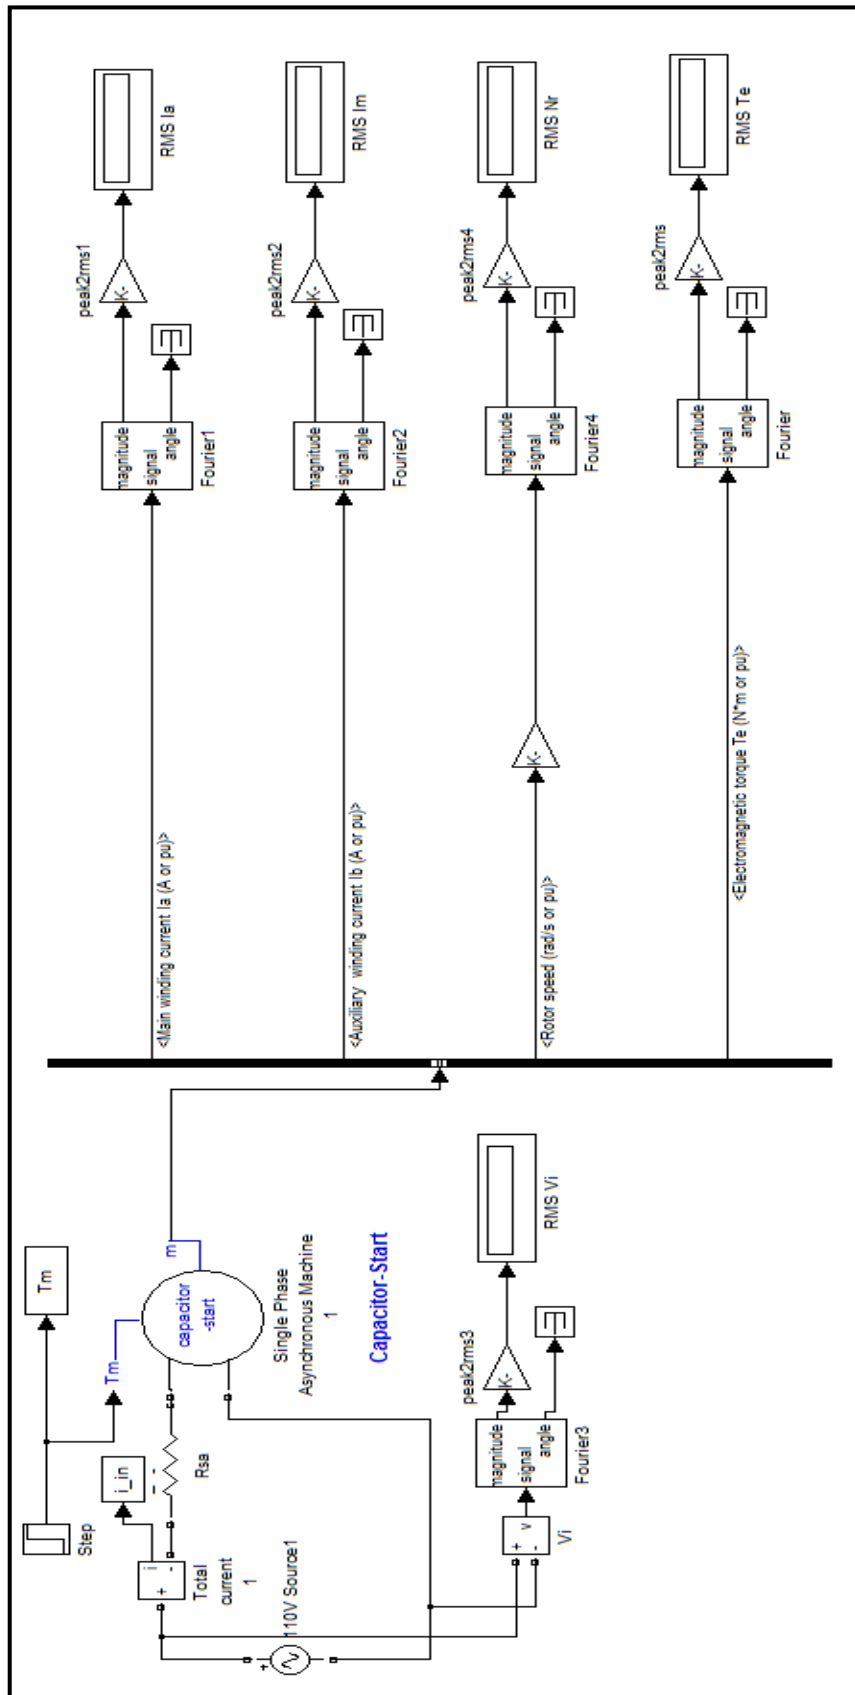 Step
Tm
Tm
i_in
+ i
-
Total
current
1
Rsa
capacitor
-start
m
Single Phase
Asynchronous Machine
1
Capacitor-Start
110V Source1
+
+ v
-
Vi
magnitude
signal
angle
Fourier3
K-
peak2rms3
RMS Vi
<Main winding current Ia (A or pu)>
magnitude
signal
angle
Fourier1
K-
peak2rms1
RMS Ia
<Auxiliary winding current Ib (A or pu)>
magnitude
signal
angle
Fourier2
K-
peak2rms2
RMS Im
<Rotor speed (rad/s or pu)>
K-
magnitude
signal
angle
Fourier4
K-
peak2rms4
RMS Nr
<Electromagnetic torque Te (N*m or pu)>
magnitude
signal
angle
Fourier
K-
peak2rms
RMS Te